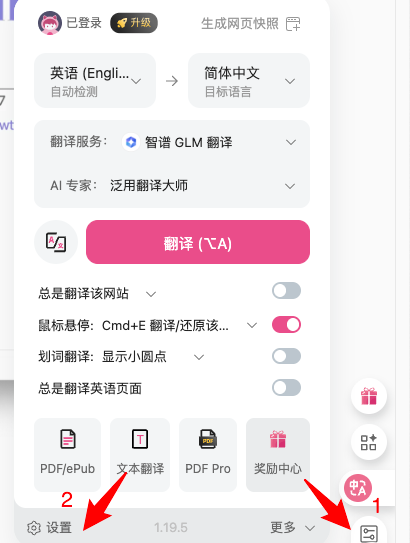 已登录 升级 生成网页快照
英语 (Engli... 简体中文
自动检测 目标语言
7
wt
翻译服务： 智谱 GLM 翻译
AI 专家： 泛用翻译大师
翻译 (⌥A)
总是翻译该网站
鼠标悬停： Cmd+E 翻译/还原该...
划词翻译： 显示小圆点
总是翻译英语页面
PDF
PDF/ePub 文本翻译 PDF Pro 奖励中心
2 1
设置 1.19.5 更多